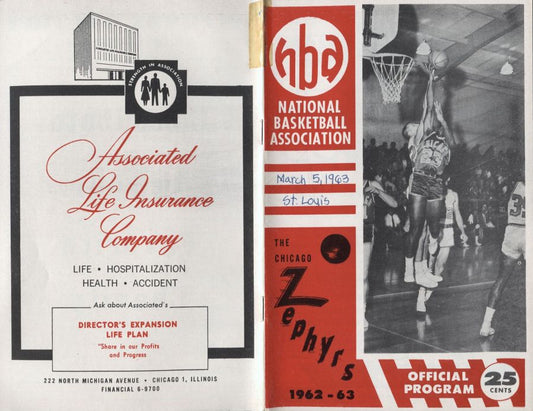 STRENGTH IN ASSOCIATION
Associated
Life Insurance
Company
LIFE • HOSPITALIZATION
HEALTH • ACCIDENT
Ask about Associated's
DIRECTOR'S EXPANSION
LIFE PLAN
"Share in our Profits
and Progress
222 NORTH MICHIGAN AVENUE • CHICAGO 1, ILLINOIS
FINANCIAL 6-9700
nba
NATIONAL
BASKETBALL
ASSOCIATION
March 5, 1963
St. Louis
THE
CHICAGO
Zephyrs
1962-63
OFFICIAL
PROGRAM
25
CENTS